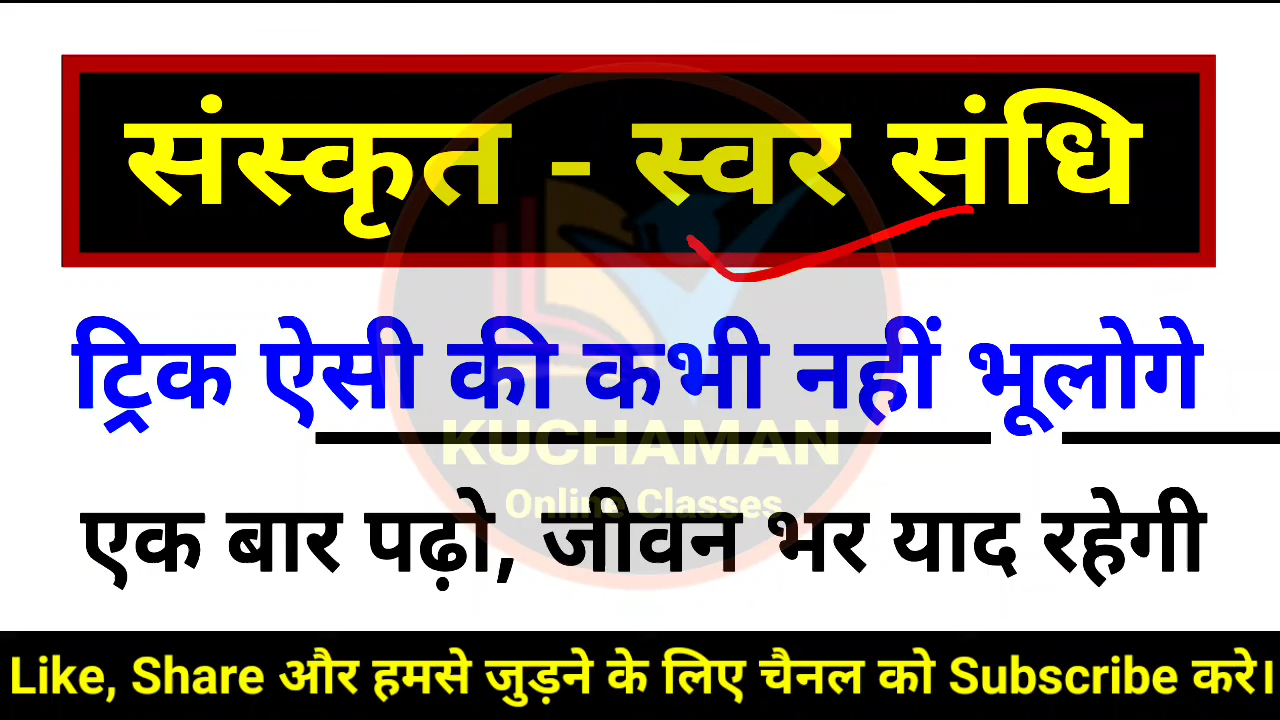 संस्कृत - स्वर संधि
ट्रिक ऐसी की कभी नहीं भूलोगे
KUCHAMAN
Online Classes
एक बार पढ़ो, जीवन भर याद रहेगी
Like, Share और हमसे जुड़ने के लिए चैनल को Subscribe करे।